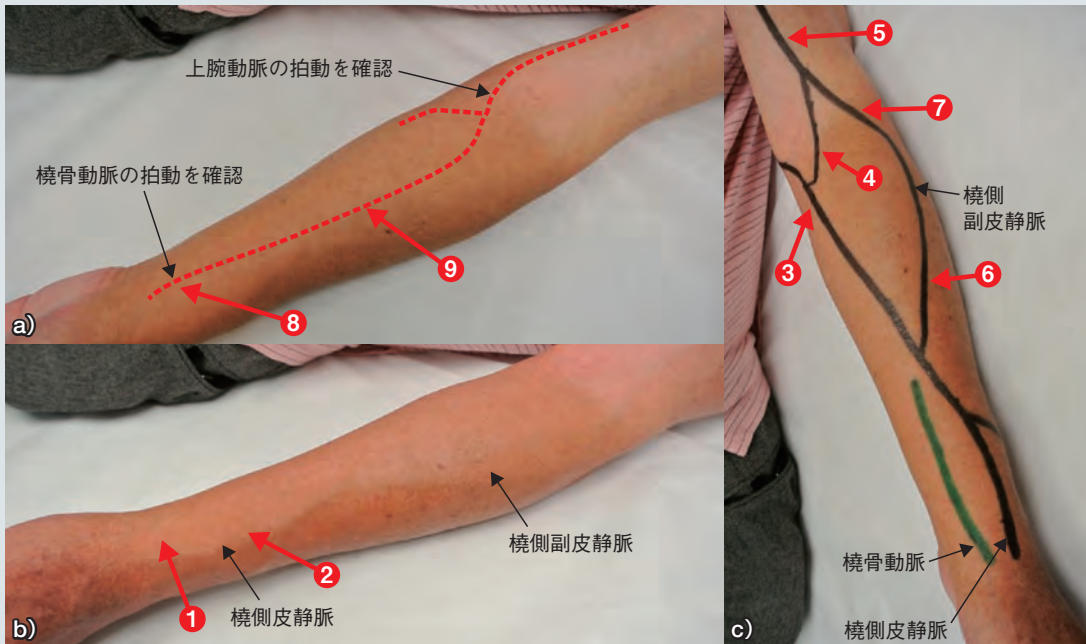 上腕動脈の拍動を確認
橈骨動脈の拍動を確認
9
8
a)
橈側副皮静脈
2
橈側皮静脈
1
b)
5
7
4
橈側
副皮静脈
3
6
橈骨動脈
橈側皮静脈
c)